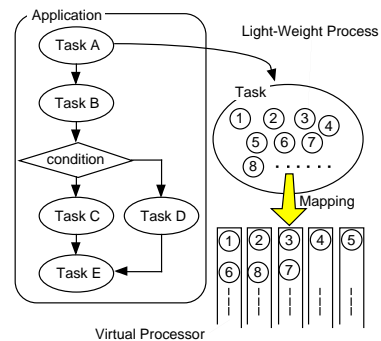 Application
Light-Weight Process
Task A
Task
Task B
1 2 3 4
5 6 7
8 ......
condition
Mapping
Task C
Task D
1 2 3 4 5
6 8 7
Task E
Virtual Processor